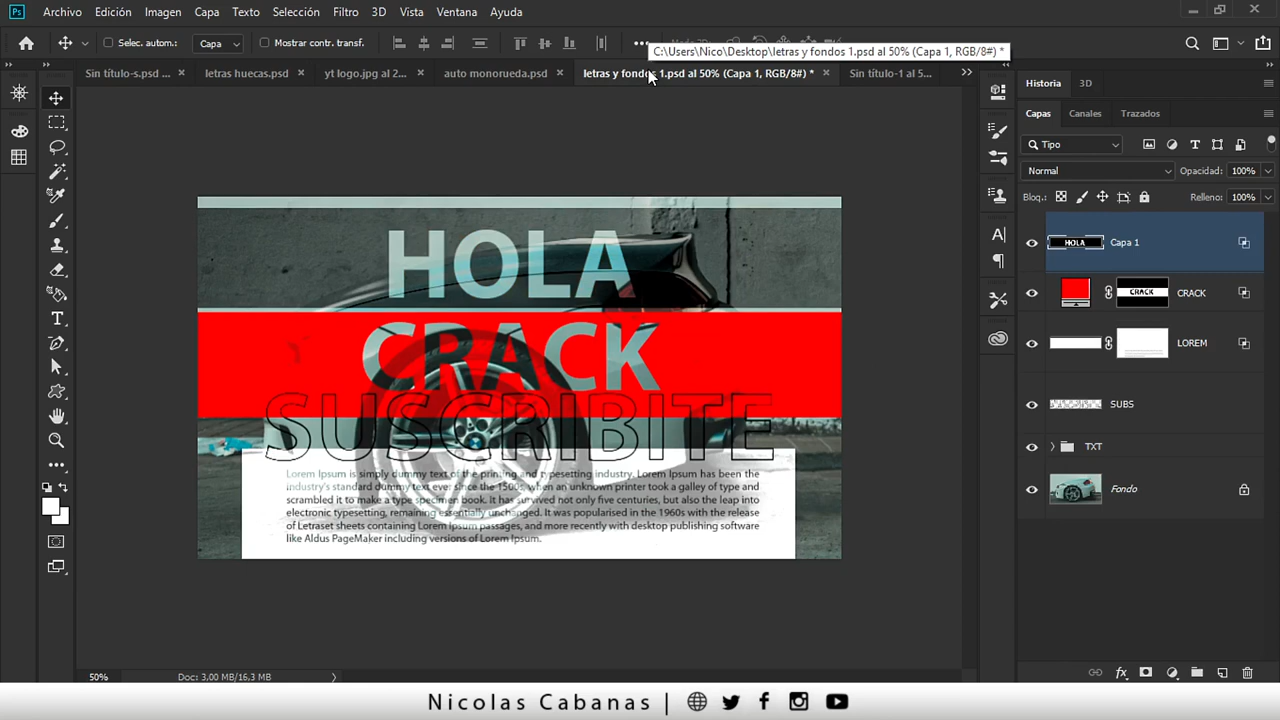 Ps Archivo Edición Imagen Capa Texto Selección Filtro 3D Vista Ventana Ayuda
Selec. autom.: Capa Mostrar contr. transf.
C:\Users\Nico\Desktop\letras y fondos 1.psd al 50% (Capa 1, RGB/8#) *
Sin título-s.psd ... × letras huecas.psd × yt logo.jpg al 2... × auto monorueda.psd × letras y fondos 1.psd al 50% (Capa 1, RGB/8#) * × Sin título-1 al 5...
Historia 3D
Capas Canales Trazados
Tipo
Normal Opacidad: 100%
Bloq.: Relleno: 100%
HOLA Capa 1
CRACK CRACK
LOREM
SUBS
TXT
Fondo
HOLA
CRACK
SUSCRIBITE
Lorem Ipsum is simply dummy text of the printing and typesetting industry. Lorem Ipsum has been the
industry's standard dummy text ever since the 1500s, when an unknown printer took a galley of type and
scrambled it to make a type specimen book. It has survived not only five centuries, but also the leap into
electronic typesetting, remaining essentially unchanged. It was popularised in the 1960s with the release
of Letraset sheets containing Lorem Ipsum passages, and more recently with desktop publishing software
like Aldus PageMaker including versions of Lorem Ipsum.
50% Doc: 3,00 MB/16,3 MB
Nicolas Cabanas |